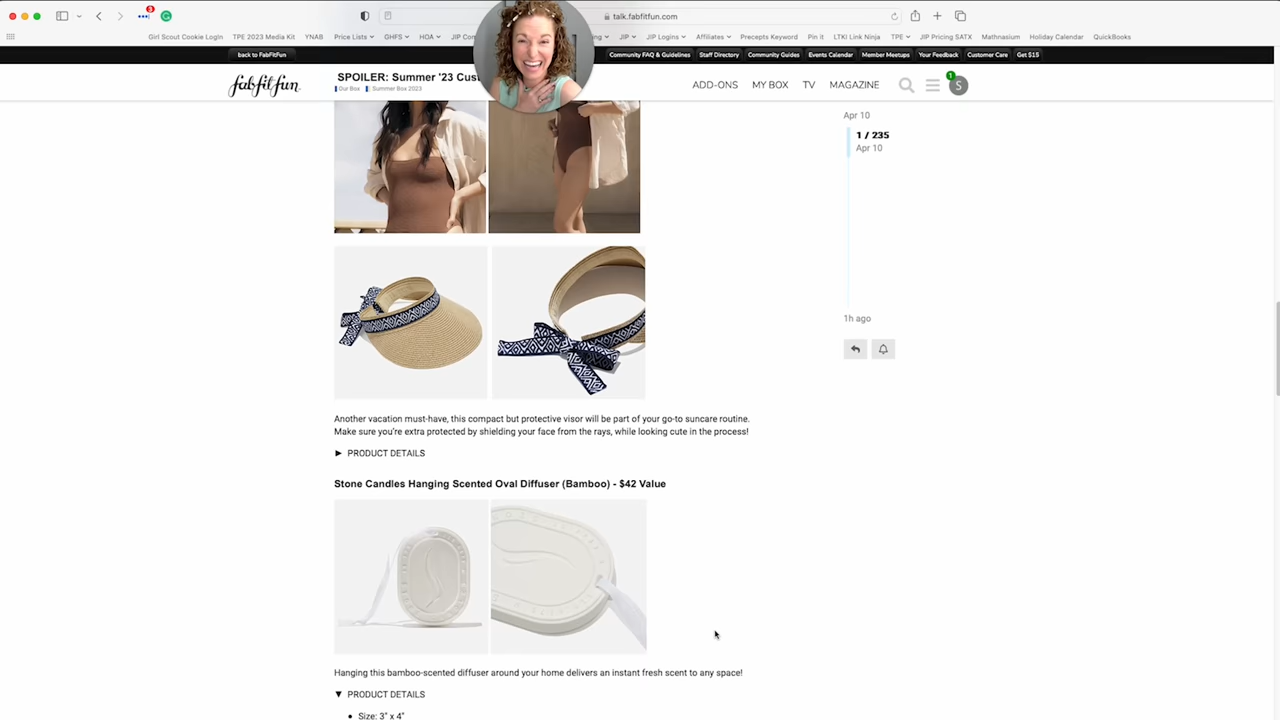 3
talk.fabfitfun.com
Girl Scout Cookie Login TPE 2023 Media Kit YNAB Price Lists GHFS HOA JIP Com ng JIP JIP Logins Affiliates Precepts Keyword Pin it LTKI Link Ninja TPE JIP Pricing SATX Mathnasium Holiday Calendar QuickBooks
back to FabFitFun Community FAQ & Guidelines Staff Directory Community Guides Events Calendar Member Meetups Your Feedback Customer Care Get $15
fabfitfun. SPOILER: Summer '23 Cust ADD-ONS MY BOX TV MAGAZINE 1 S
Our Box Summer Box 2023
Apr 10
1 / 235
Apr 10
1h ago
Another vacation must-have, this compact but protective visor will be part of your go-to suncare routine.
Make sure you're extra protected by shielding your face from the rays, while looking cute in the process!
► PRODUCT DETAILS
Stone Candles Hanging Scented Oval Diffuser (Bamboo) - $42 Value
Hanging this bamboo-scented diffuser around your home delivers an instant fresh scent to any space!
▼ PRODUCT DETAILS
• Size: 3" x 4"